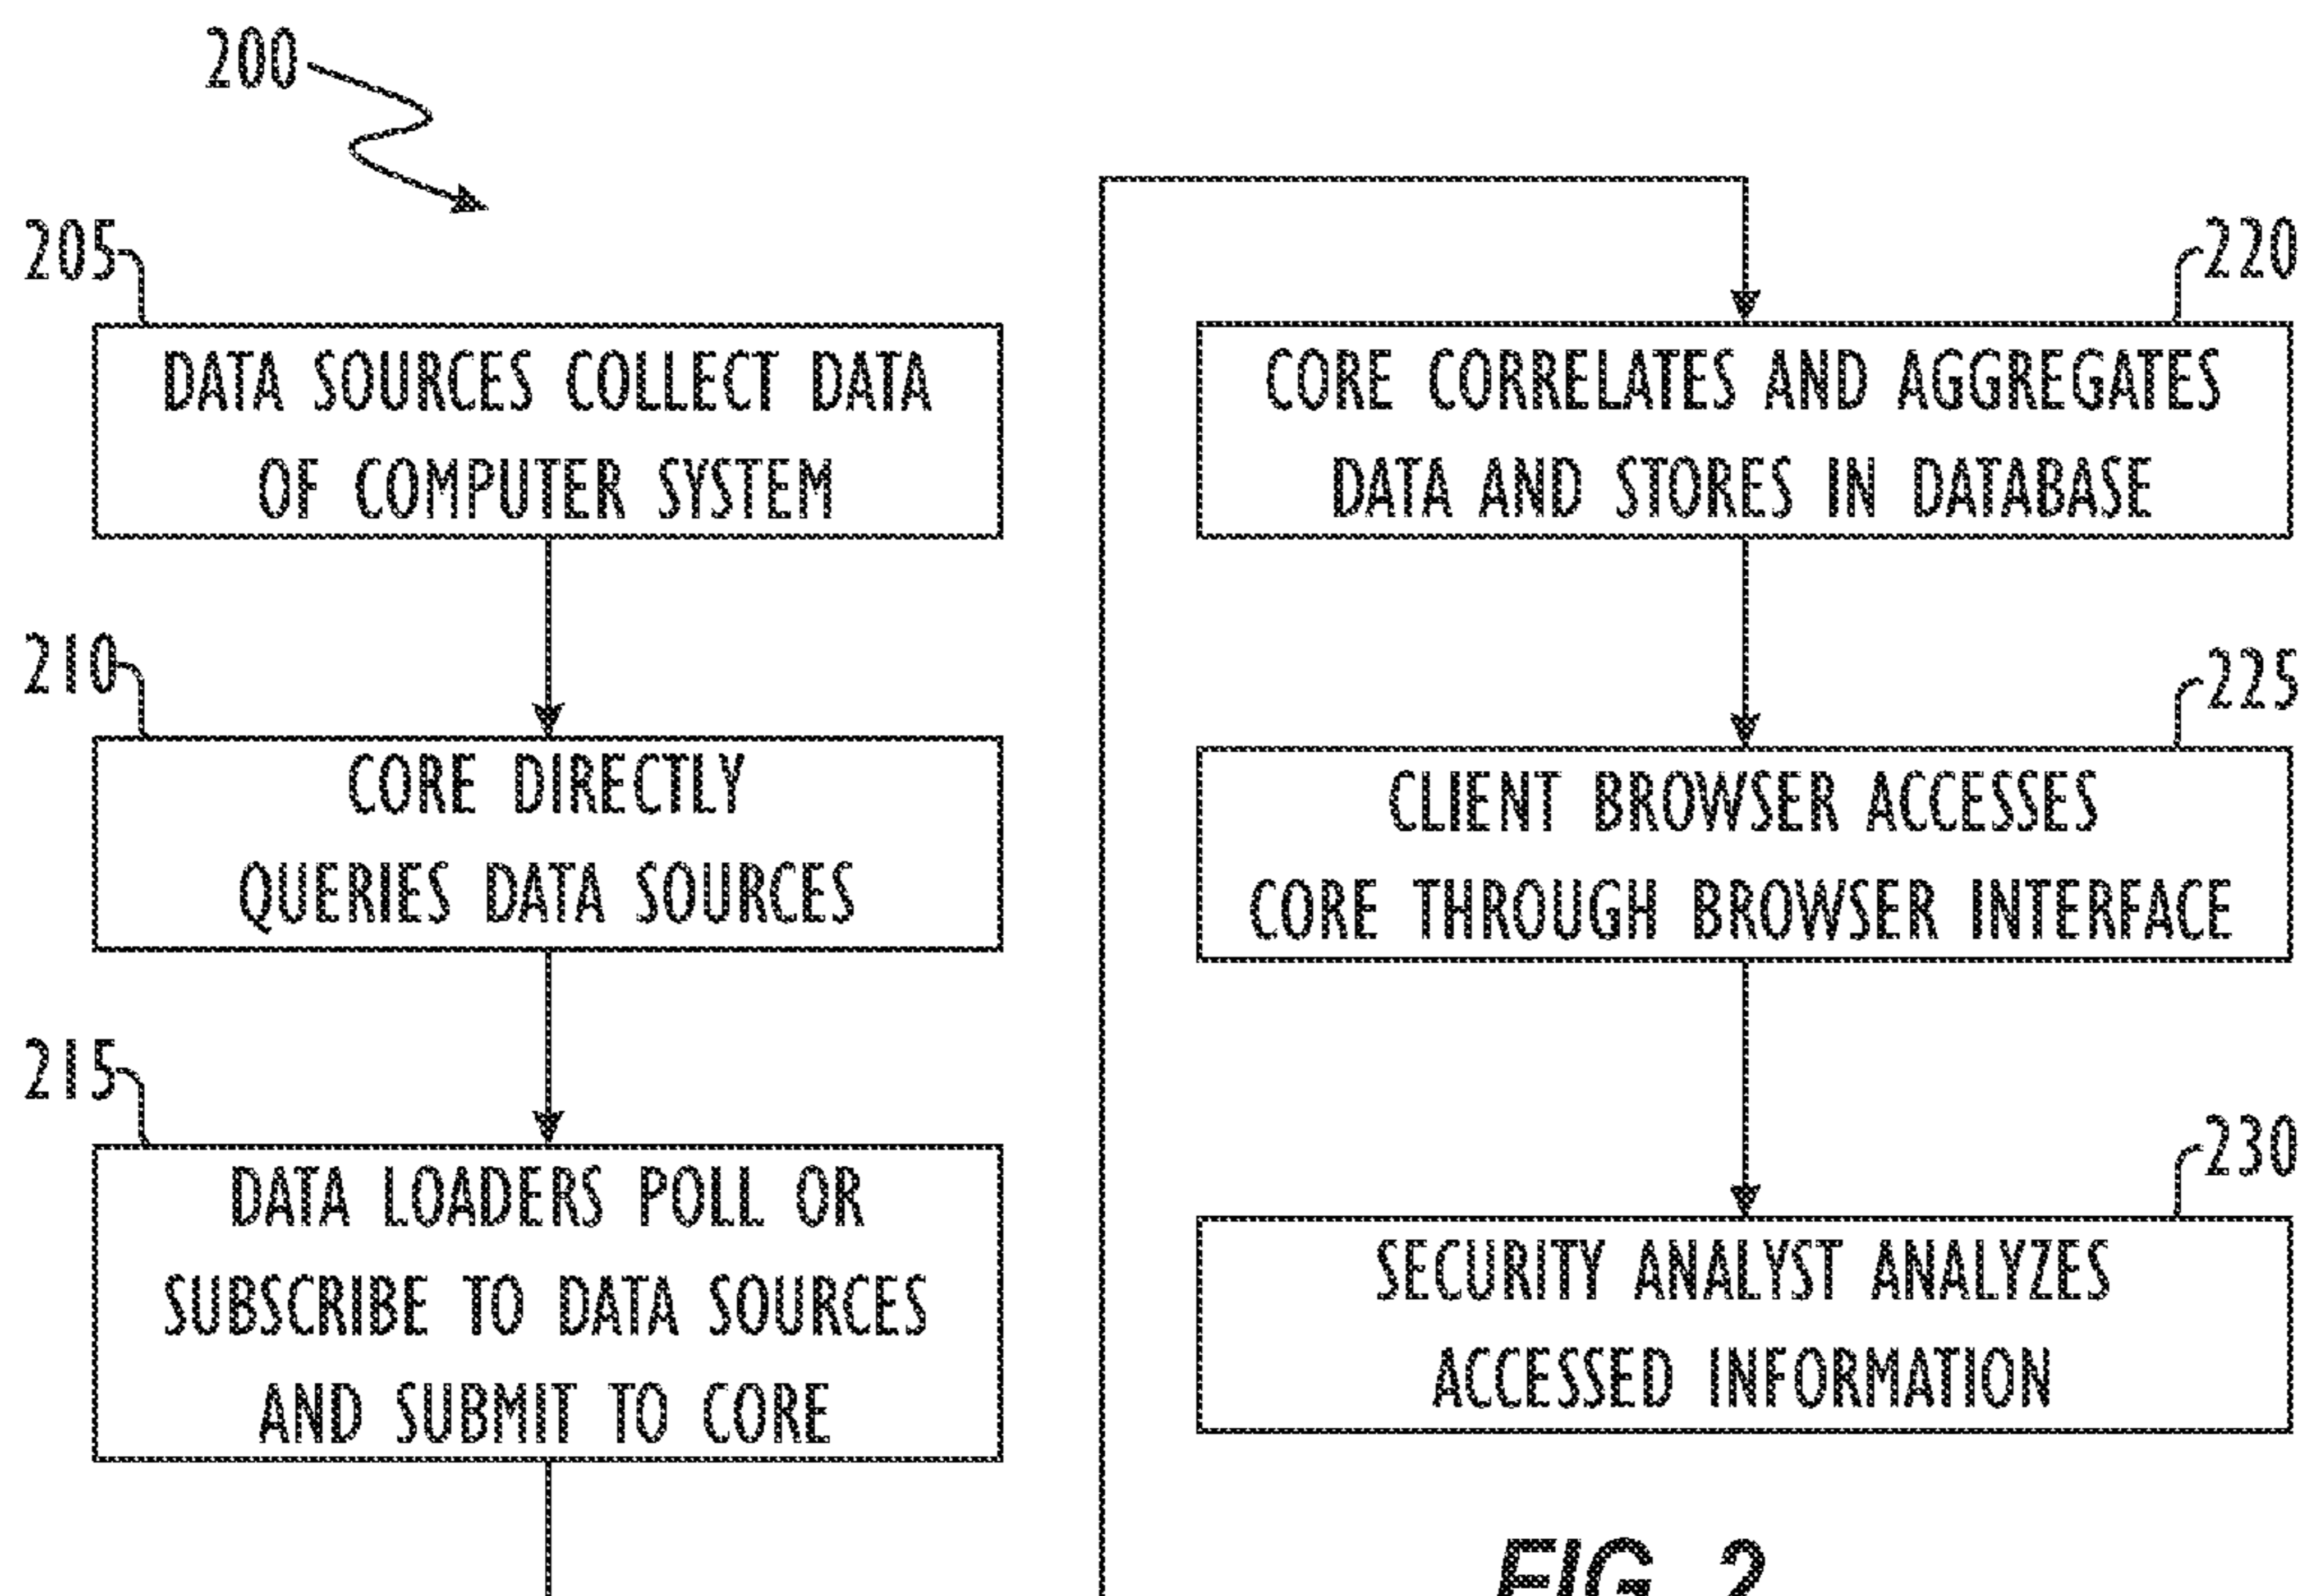 200
205
DATA SOURCES COLLECT DATA
OF COMPUTER SYSTEM
210
CORE DIRECTLY
QUERIES DATA SOURCES
215
DATA LOADERS POLL OR
SUBSCRIBE TO DATA SOURCES
AND SUBMIT TO CORE
220
CORE CORRELATES AND AGGREGATES
DATA AND STORES IN DATABASE
225
CLIENT BROWSER ACCESSES
CORE THROUGH BROWSER INTERFACE
230
SECURITY ANALYST ANALYZES
ACCESSED INFORMATION
FIG. 2